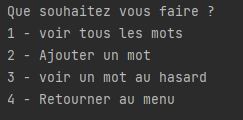 Que souhaitez vous faire ?
1 - voir tous les mots
2 - Ajouter un mot
3 - voir un mot au hasard
4 - Retourner au menu